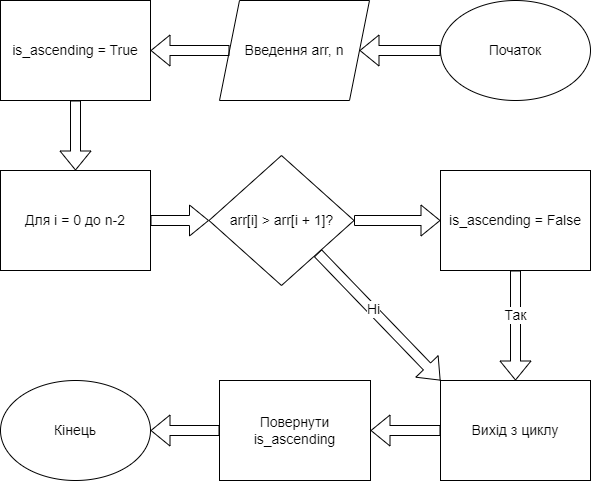 Початок
Введення arr, n
is_ascending = True
Для i = 0 до n-2
arr[i] > arr[i + 1]?
is_ascending = False
Ні
Так
Вихід з циклу
Повернути
is_ascending
Кінець